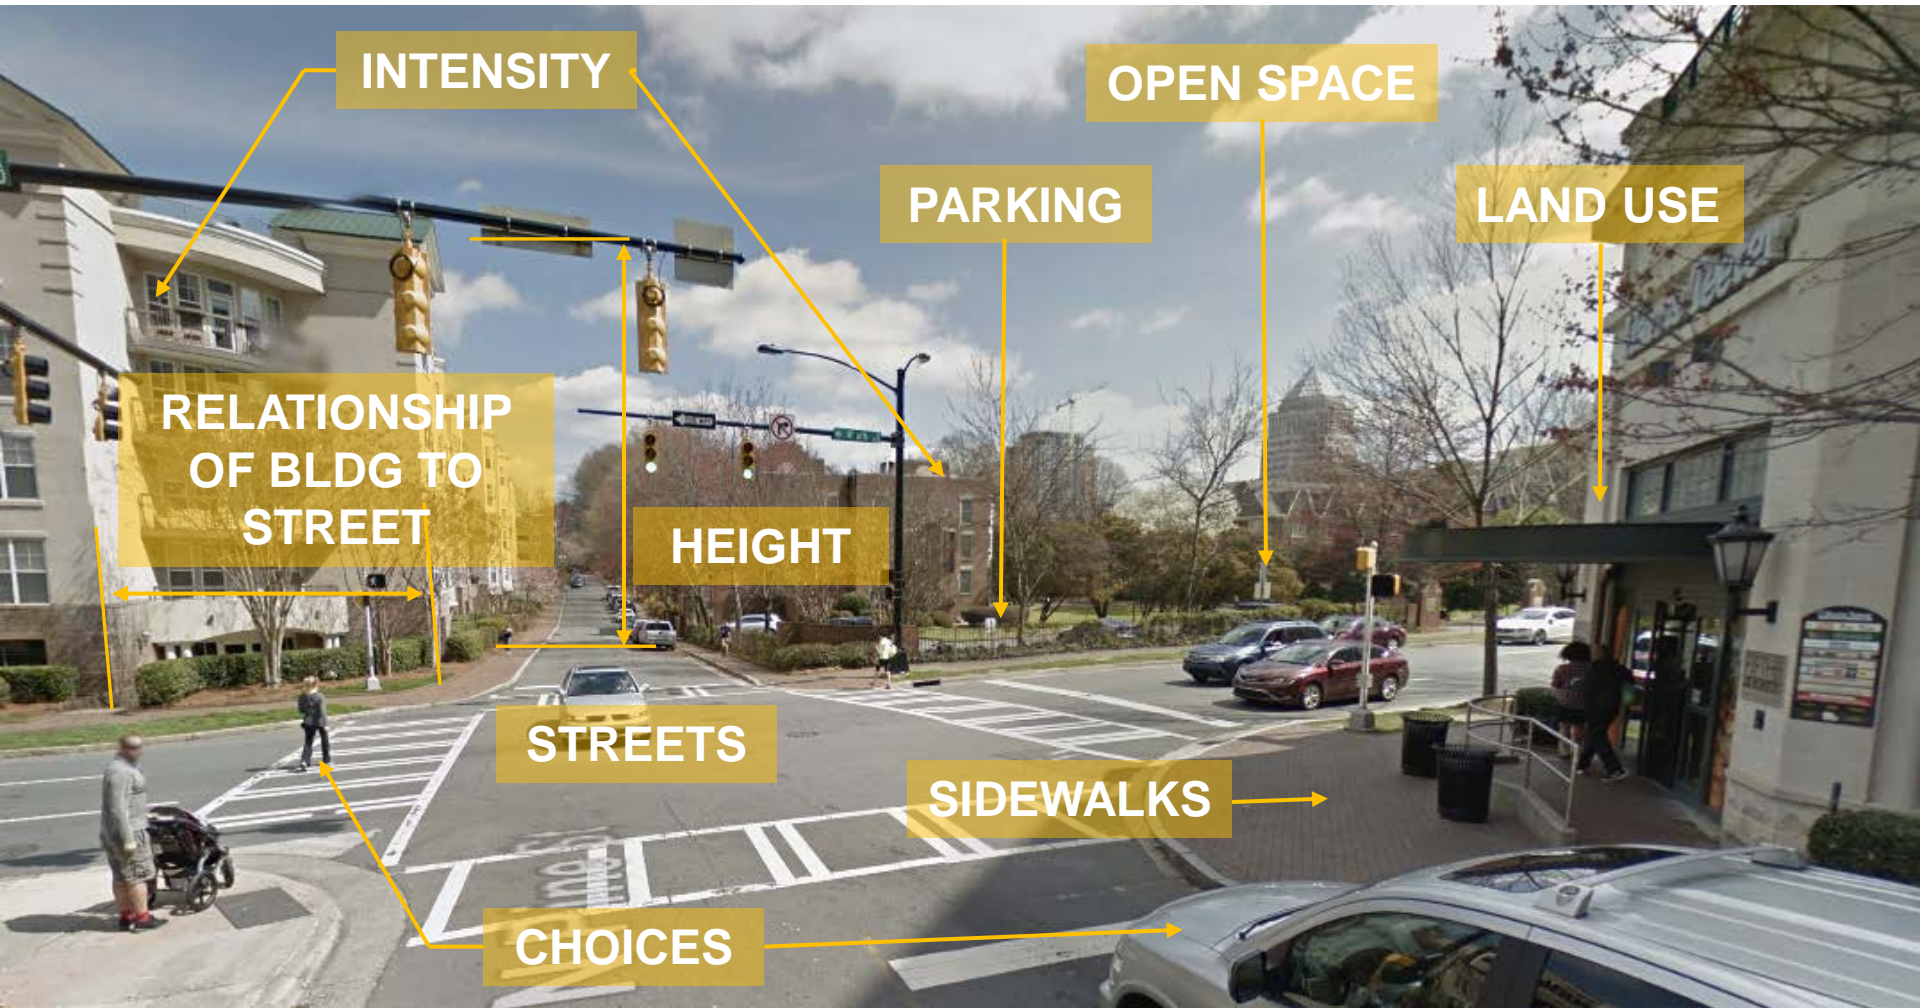 INTENSITY
OPEN SPACE
PARKING
LAND USE
RELATIONSHIP
OF BLDG TO
STREET
HEIGHT
STREETS
SIDEWALKS
CHOICES